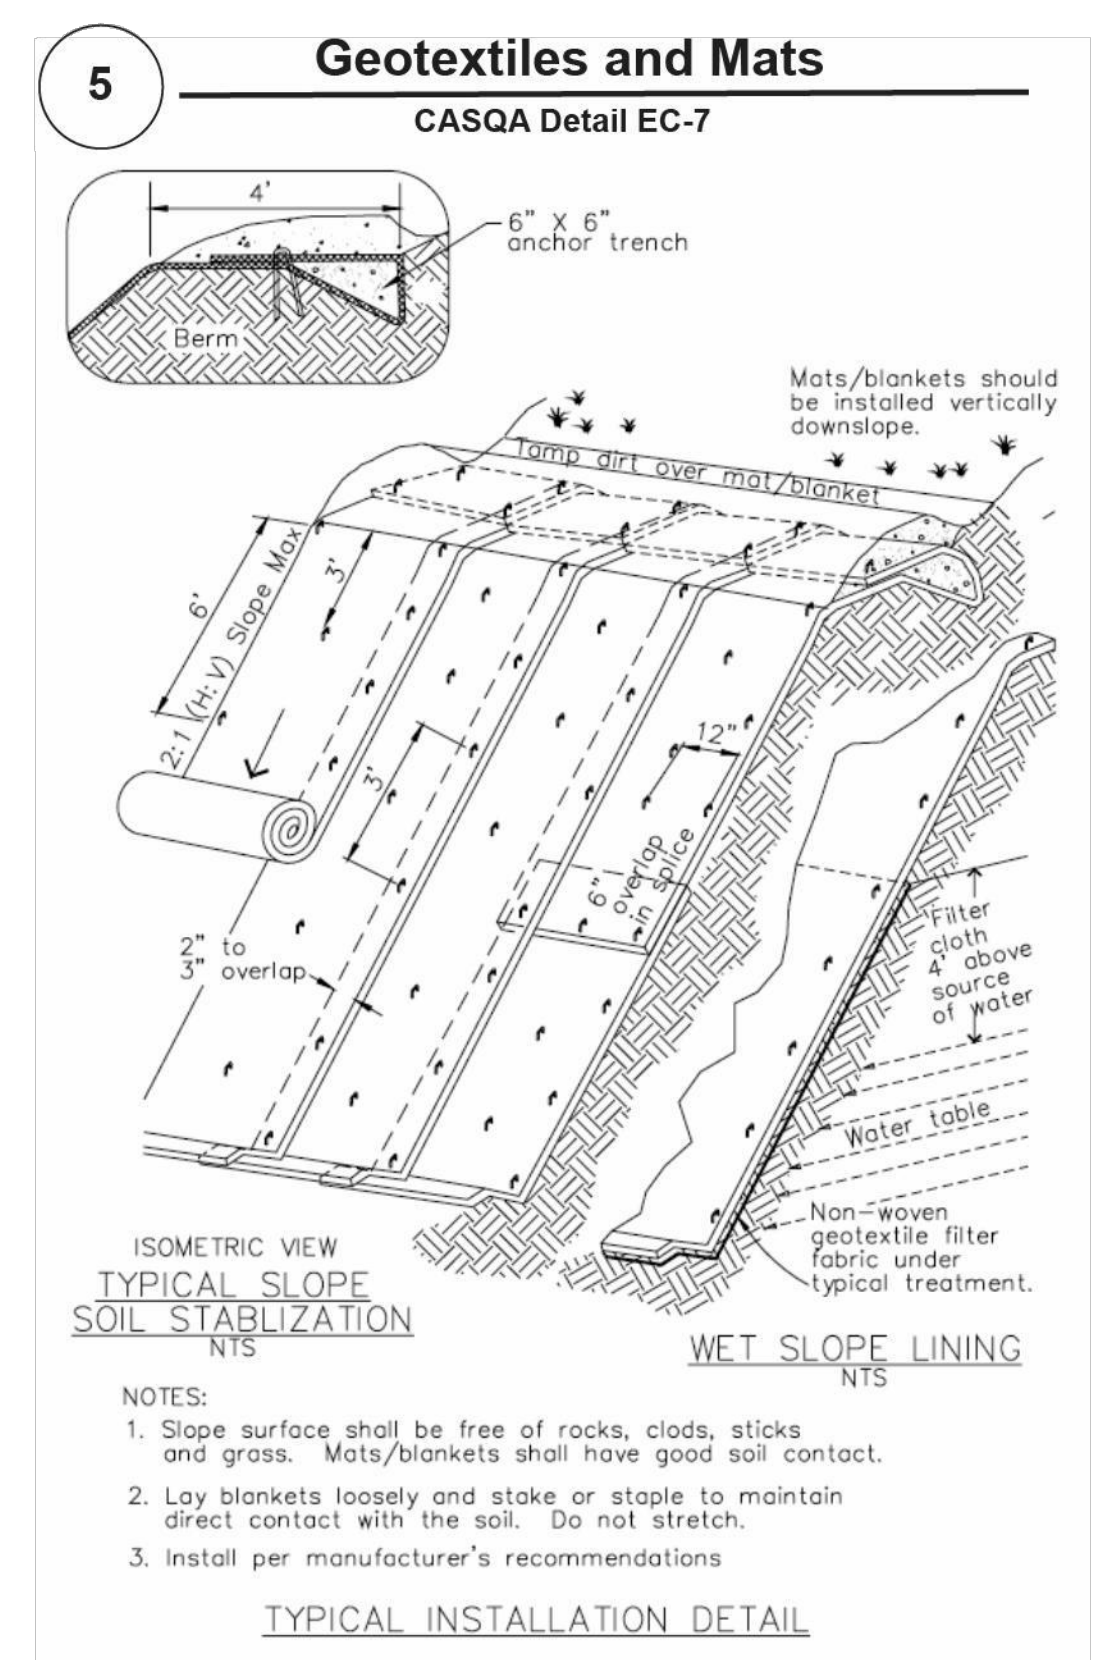 5
Geotextiles and Mats
CASQA Detail EC-7
4'
6" X 6"
anchor trench
Berm
Mats/blankets should
be installed vertically
downslope.
Tamp dirt over mat/blanket
6'
2:1 (H:V) Slope Max
3'
3'
12"
6"
overlap
in splice
2" to
3" overlap
Filter
cloth
4' above
source
of water
Water table
Non-woven
geotextile filter
fabric under
typical treatment.
ISOMETRIC VIEW
TYPICAL SLOPE
SOIL STABLIZATION
NTS
WET SLOPE LINING
NTS
NOTES:
1. Slope surface shall be free of rocks, clods, sticks
and grass. Mats/blankets shall have good soil contact.
2. Lay blankets loosely and stake or staple to maintain
direct contact with the soil. Do not stretch.
3. Install per manufacturer's recommendations
TYPICAL INSTALLATION DETAIL